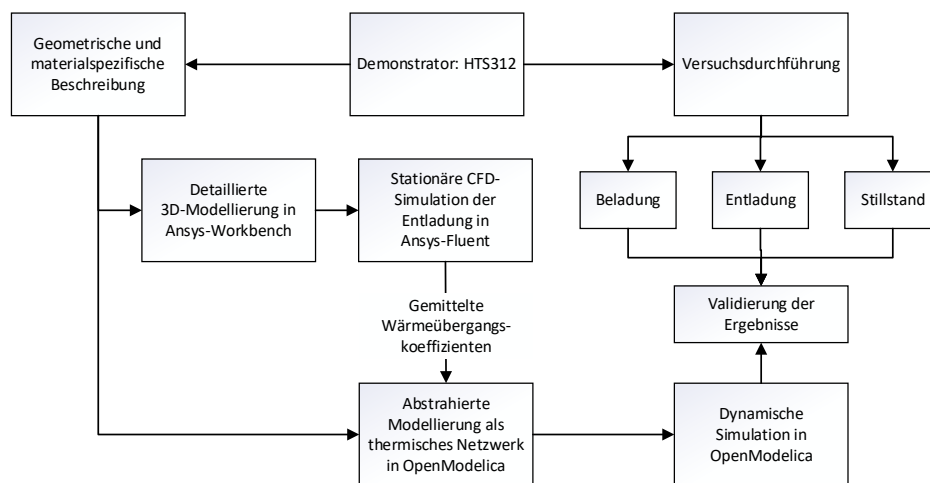 Geometrische und
materialspezifische
Beschreibung
Demonstrator: HTS312
Versuchsdurchführung
Detaillierte
3D-Modellierung in
Ansys-Workbench
Stationäre CFD-
Simulation der
Entladung in
Ansys-Fluent
Beladung
Entladung
Stillstand
Gemittelte
Wärmeübergangs-
koeffizienten
Validierung der
Ergebnisse
Abstrahierte
Modellierung als
thermisches Netzwerk
in OpenModelica
Dynamische
Simulation in
OpenModelica